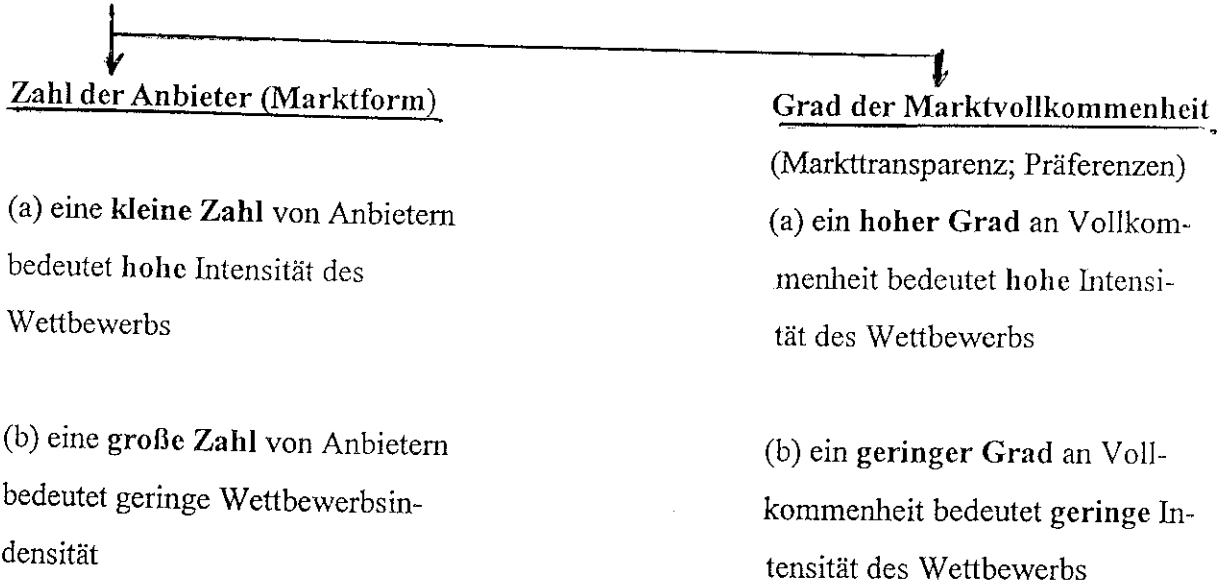 Zahl der Anbieter (Marktform)
(a) eine kleine Zahl von Anbietern
bedeutet hohe Intensität des
Wettbewerbs
(b) eine große Zahl von Anbietern
bedeutet geringe Wettbewerbsin-
densität
Grad der Marktvollkommenheit
(Markttransparenz; Präferenzen)
(a) ein hoher Grad an Vollkom-
menheit bedeutet hohe Intensi-
tät des Wettbewerbs
(b) ein geringer Grad an Voll-
kommenheit bedeutet geringe In-
tensität des Wettbewerbs